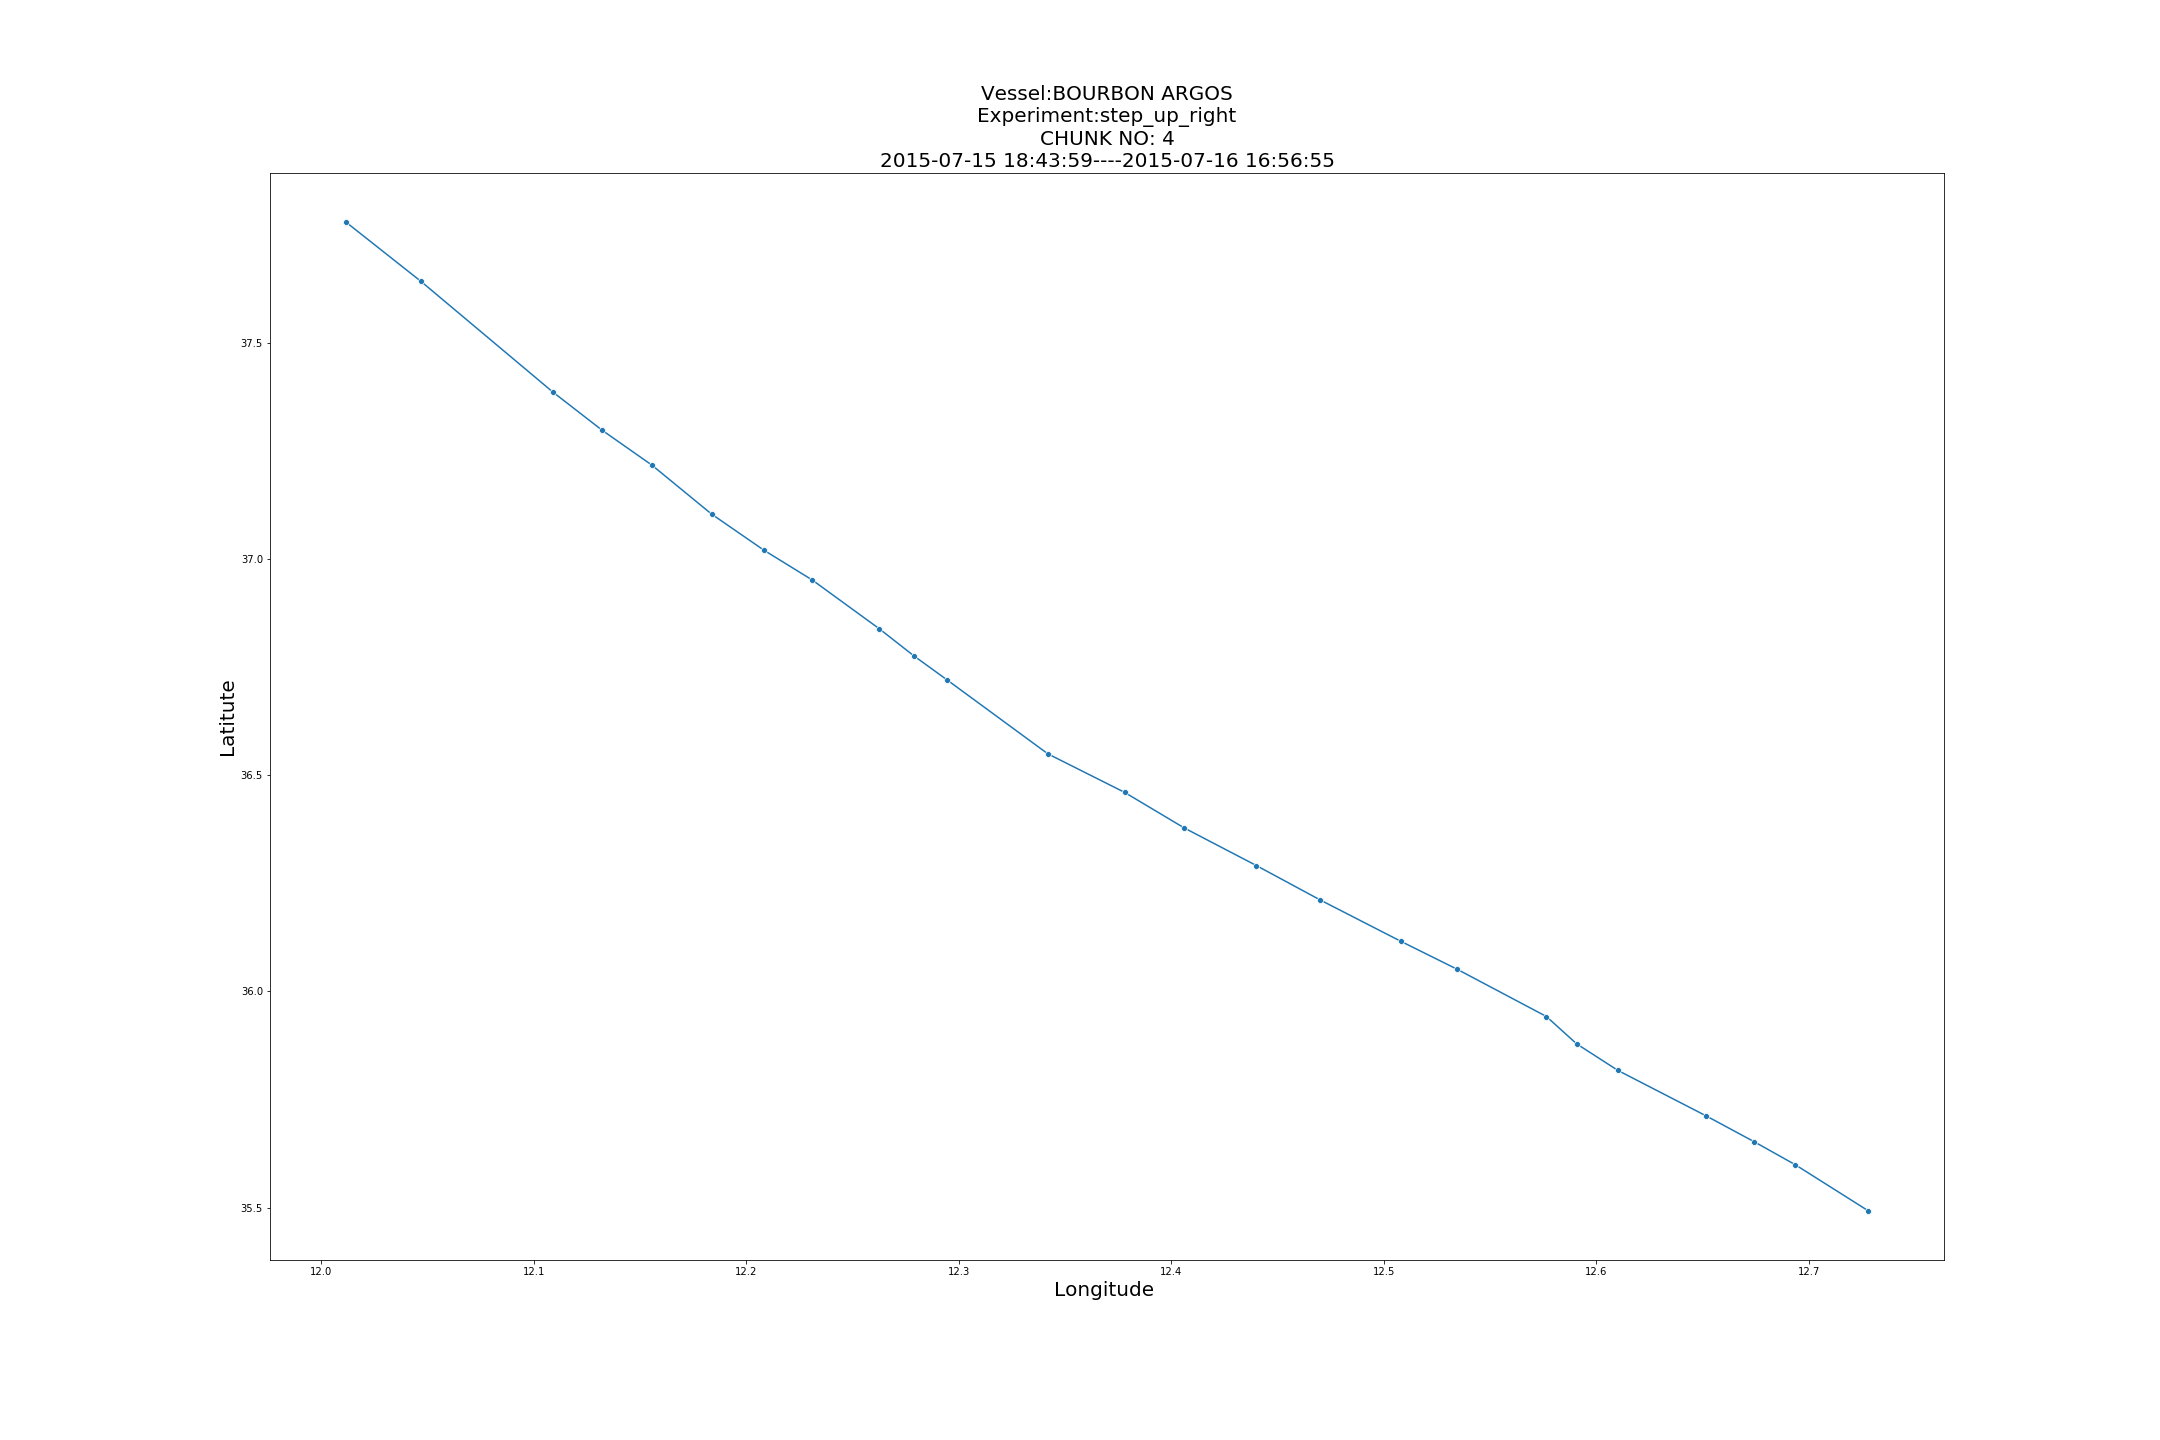 Vessel:BOURBON ARGOS
Experiment:step_up_right
CHUNK NO: 4
2015-07-15 18:43:59----2015-07-16 16:56:55
37.5
37.0
36.5
36.0
35.5
Latitute
12.0 12.1 12.2 12.3 12.4 12.5 12.6 12.7
Longitude